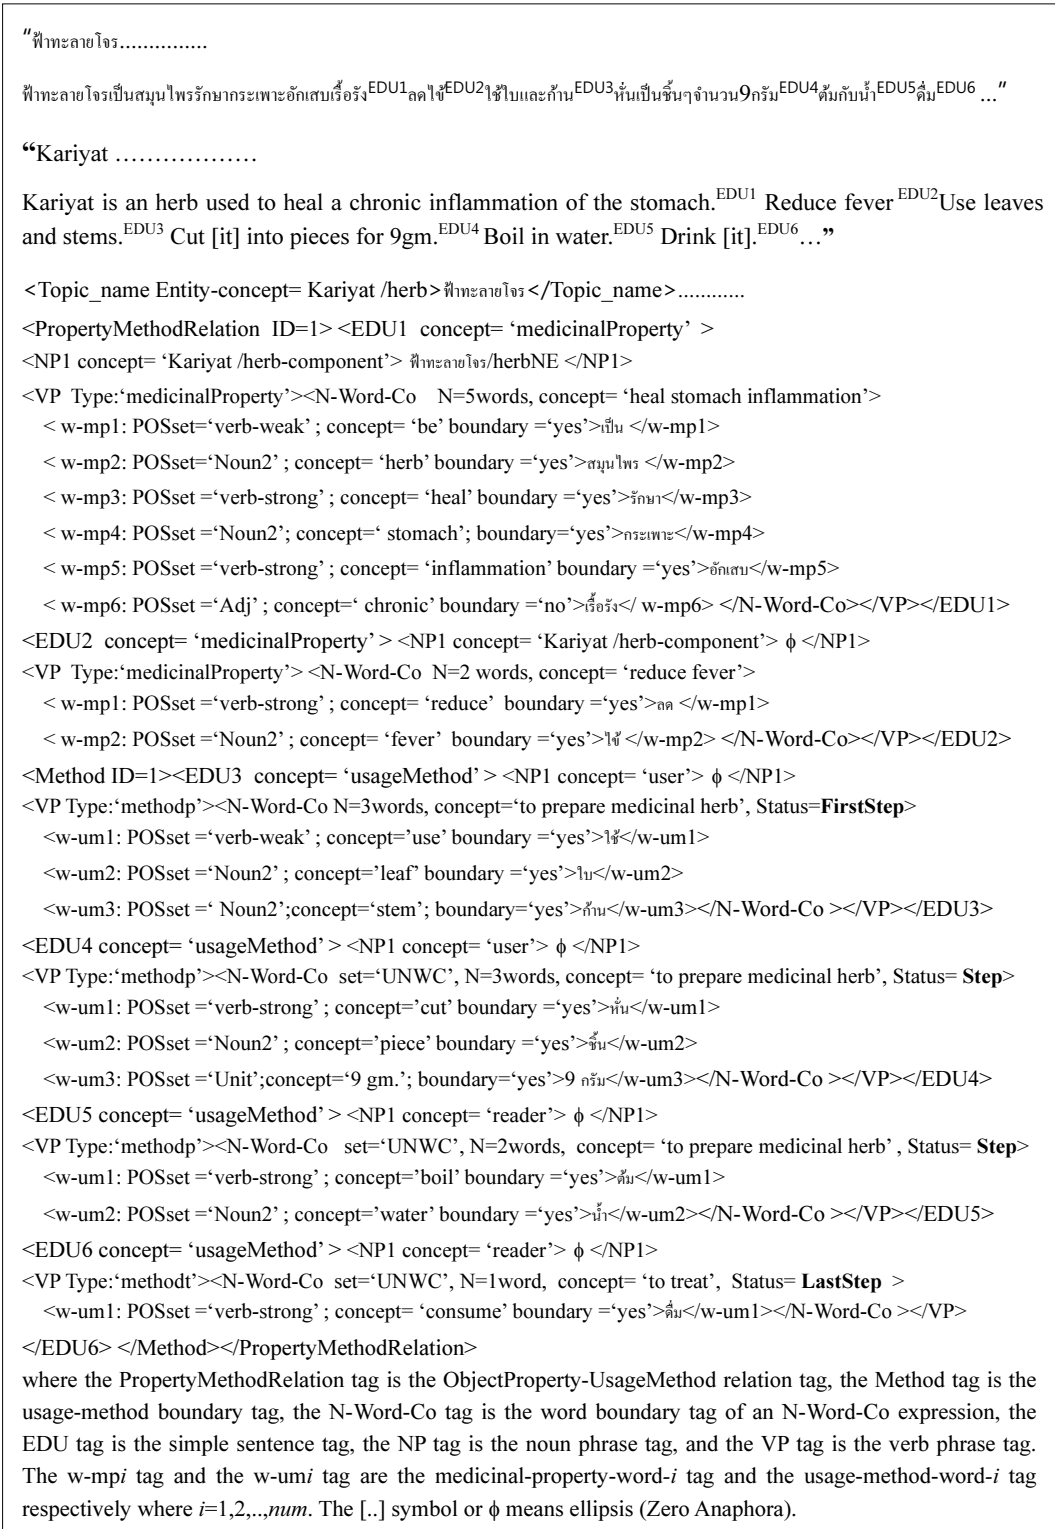 "ฟ้าทะลายโจร...............
ฟ้าทะลายโจรเป็นสมุนไพรรักษากระเพาะอักเสบเรื้อรังEDU1ลดไข้EDU2ใช้ใบและก้านEDU3หั่นเป็นชิ้นๆจำนวน9กรัมEDU4ต้มกับน้ำEDU5ดื่มEDU6 ..."
“Kariyat ………………
Kariyat is an herb used to heal a chronic inflammation of the stomach.EDU1 Reduce fever EDU2Use leaves
and stems.EDU3 Cut [it] into pieces for 9gm.EDU4 Boil in water.EDU5 Drink [it].EDU6…”
<Topic_name Entity-concept= Kariyat /herb>ฟ้าทะลายโจร</Topic_name>............
<PropertyMethodRelation ID=1> <EDU1 concept= ‘medicinalProperty’ >
<NP1 concept= ‘Kariyat /herb-component’> ฟ้าทะลายโจร/herbNE </NP1>
<VP Type:‘medicinalProperty’><N-Word-Co N=5words, concept= ‘heal stomach inflammation’>
< w-mp1: POSset=‘verb-weak’ ; concept= ‘be’ boundary =‘yes’>เป็น </w-mp1>
< w-mp2: POSset=‘Noun2’ ; concept= ‘herb’ boundary =‘yes’>สมุนไพร </w-mp2>
< w-mp3: POSset =‘verb-strong’ ; concept= ‘heal’ boundary =‘yes’>รักษา</w-mp3>
< w-mp4: POSset =‘Noun2’; concept=‘ stomach’; boundary=‘yes’>กระเพาะ</w-mp4>
< w-mp5: POSset =‘verb-strong’ ; concept= ‘inflammation’ boundary =‘yes’>อักเสบ</w-mp5>
< w-mp6: POSset =‘Adj’ ; concept=‘ chronic’ boundary =‘no’>เรื้อรัง</ w-mp6> </N-Word-Co></VP></EDU1>
<EDU2 concept= ‘medicinalProperty’ > <NP1 concept= ‘Kariyat /herb-component’> ϕ </NP1>
<VP Type:‘medicinalProperty’> <N-Word-Co N=2 words, concept= ‘reduce fever’>
< w-mp1: POSset =‘verb-strong’ ; concept= ‘reduce’ boundary =‘yes’>ลด </w-mp1>
< w-mp2: POSset =‘Noun2’ ; concept= ‘fever’ boundary =‘yes’>ไข้ </w-mp2> </N-Word-Co></VP></EDU2>
<Method ID=1><EDU3 concept= ‘usageMethod’ > <NP1 concept= ‘user’> ϕ </NP1>
<VP Type:‘methodp’><N-Word-Co N=3words, concept=‘to prepare medicinal herb’, Status=FirstStep>
<w-um1: POSset =‘verb-weak’ ; concept=’use’ boundary =‘yes’>ใช้</w-um1>
<w-um2: POSset =‘Noun2’ ; concept=’leaf’ boundary =‘yes’>ใบ</w-um2>
<w-um3: POSset =‘ Noun2’;concept=‘stem’; boundary=‘yes’>ก้าน</w-um3></N-Word-Co ></VP></EDU3>
<EDU4 concept= ‘usageMethod’ > <NP1 concept= ‘user’> ϕ </NP1>
<VP Type:‘methodp’><N-Word-Co set=‘UNWC’, N=3words, concept= ‘to prepare medicinal herb’, Status= Step>
<w-um1: POSset =‘verb-strong’ ; concept=’cut’ boundary =‘yes’>หั่น</w-um1>
<w-um2: POSset =‘Noun2’ ; concept=’piece’ boundary =‘yes’>ชิ้น</w-um2>
<w-um3: POSset =‘Unit’;concept=‘9 gm.’; boundary=‘yes’>9 กรัม</w-um3></N-Word-Co ></VP></EDU4>
<EDU5 concept= ‘usageMethod’ > <NP1 concept= ‘reader’> ϕ </NP1>
<VP Type:‘methodp’><N-Word-Co set=‘UNWC’, N=2words, concept= ‘to prepare medicinal herb’ , Status= Step>
<w-um1: POSset =‘verb-strong’ ; concept=’boil’ boundary =‘yes’>ต้ม</w-um1>
<w-um2: POSset =‘Noun2’ ; concept=’water’ boundary =‘yes’>น้ำ</w-um2></N-Word-Co ></VP></EDU5>
<EDU6 concept= ‘usageMethod’ > <NP1 concept= ‘reader’> ϕ </NP1>
<VP Type:‘methodt’><N-Word-Co set=‘UNWC’, N=1word, concept= ‘to treat’, Status= LastStep >
<w-um1: POSset =‘verb-strong’ ; concept= ‘consume’ boundary =‘yes’>ดื่ม</w-um1></N-Word-Co ></VP>
</EDU6> </Method></PropertyMethodRelation>
where the PropertyMethodRelation tag is the ObjectProperty-UsageMethod relation tag, the Method tag is the
usage-method boundary tag, the N-Word-Co tag is the word boundary tag of an N-Word-Co expression, the
EDU tag is the simple sentence tag, the NP tag is the noun phrase tag, and the VP tag is the verb phrase tag.
The w-mpi tag and the w-umi tag are the medicinal-property-word-i tag and the usage-method-word-i tag
respectively where i=1,2,..,num. The [..] symbol or ϕ means ellipsis (Zero Anaphora).